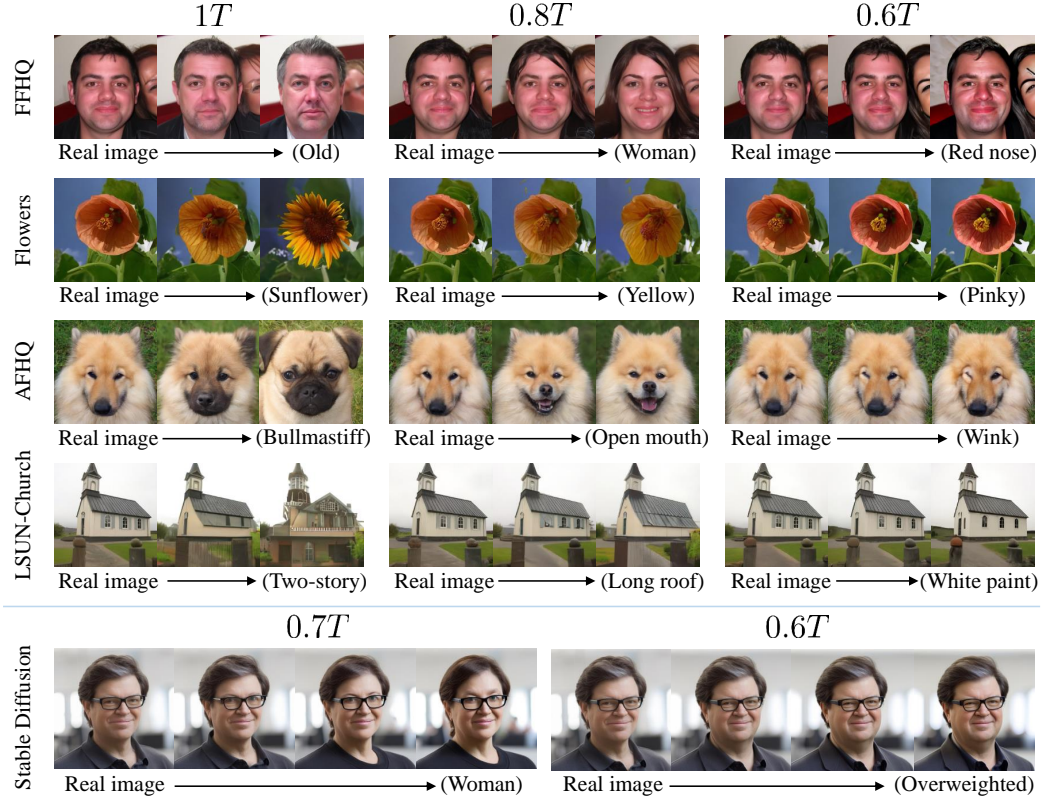 1T 0.8T 0.6T
FFHQ
Real image (Old) Real image (Woman) Real image (Red nose)
Flowers
Real image (Sunflower) Real image (Yellow) Real image (Pinky)
AFHQ
Real image (Bullmastiff) Real image (Open mouth) Real image (Wink)
LSUN-Church
Real image (Two-story) Real image (Long roof) Real image (White paint)
0.7T 0.6T
Stable Diffusion
Real image (Woman) Real image (Overweighted)